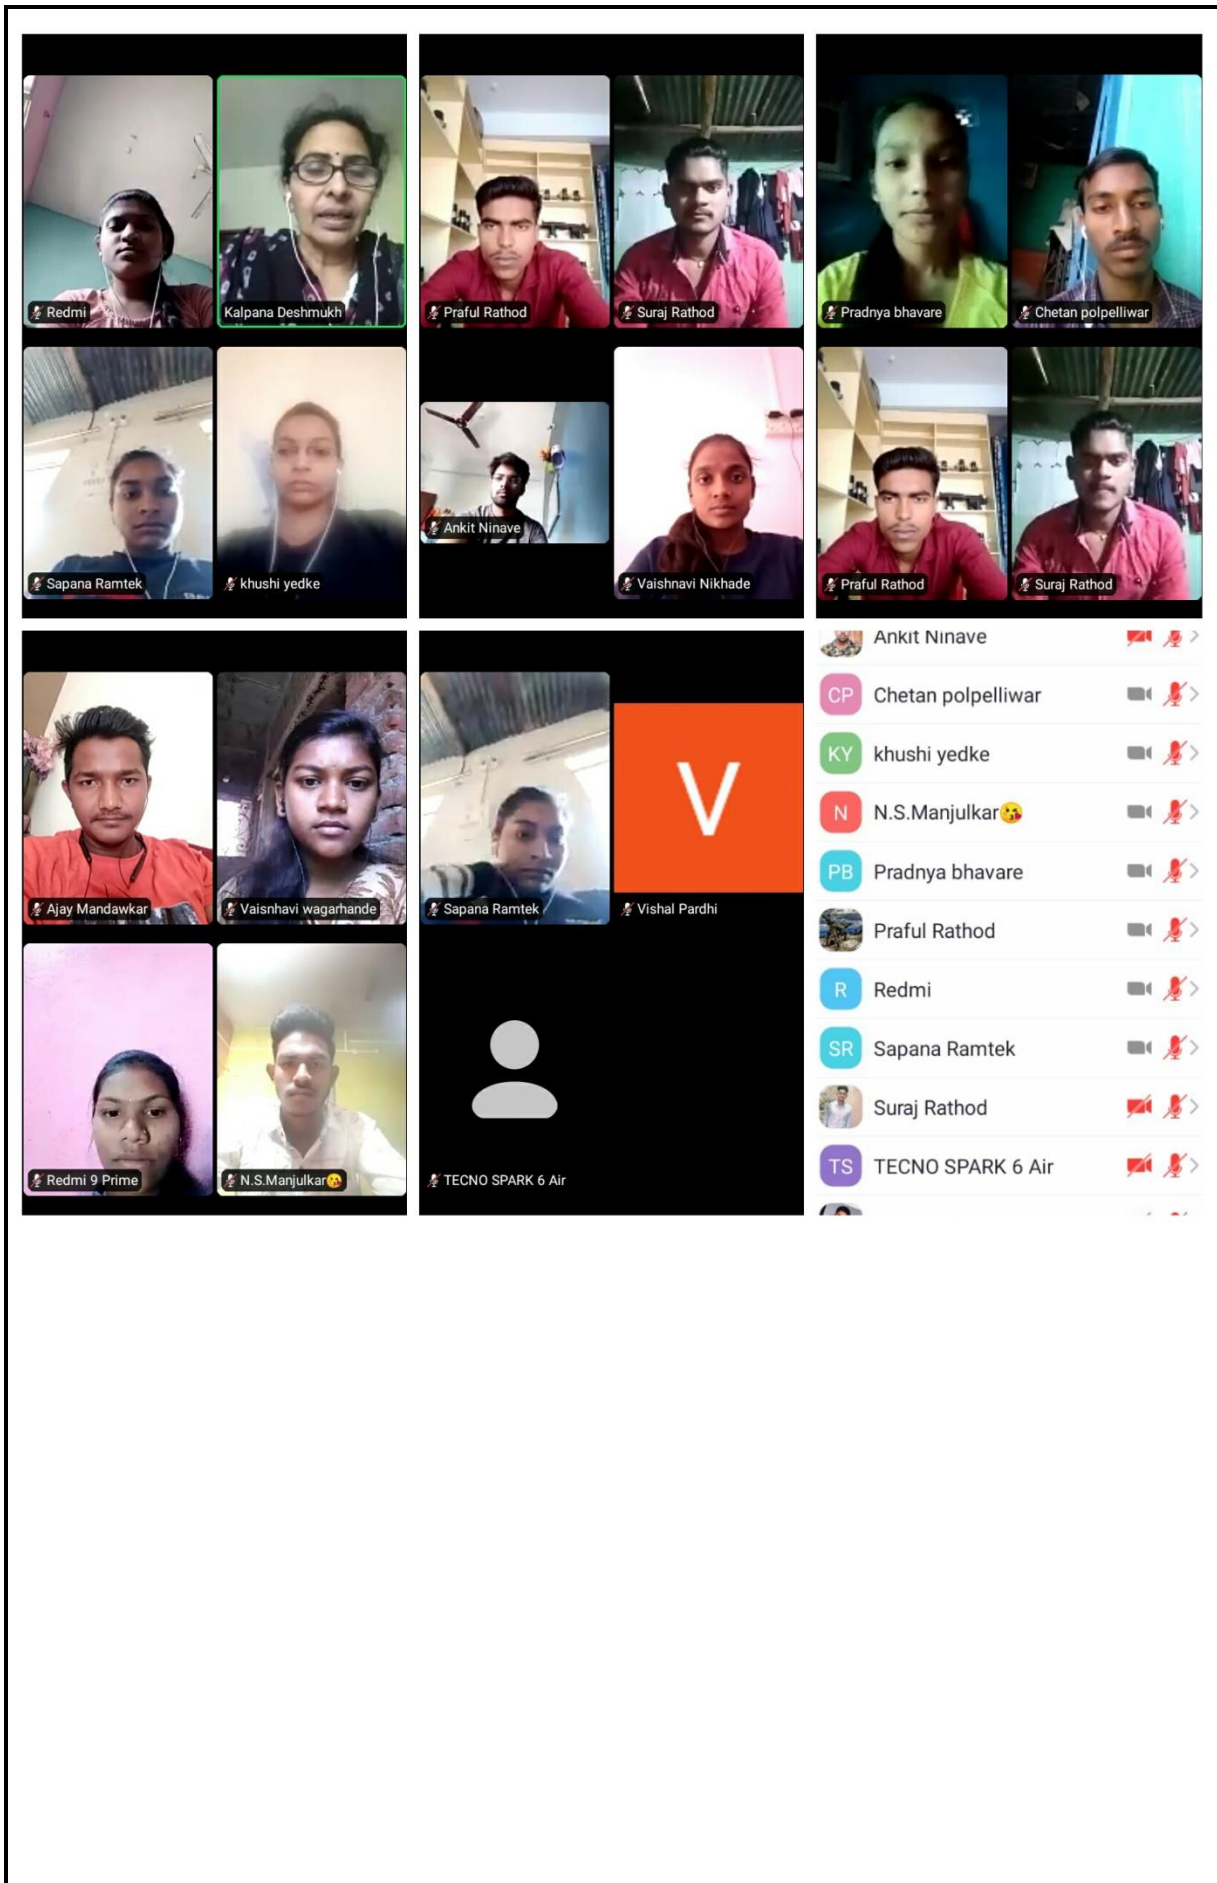 Redmi
Kalpana Deshmukh
Sapana Ramtek
khushi yedke
Praful Rathod
Suraj Rathod
Ankit Ninave
Vaishnavi Nikhade
Pradnya bhavare
Chetan polpelliwar
Praful Rathod
Suraj Rathod
Ajay Mandawkar
Vaisnhavi wagarhande
Redmi 9 Prime
N.S.Manjulkar😘
Sapana Ramtek
V
Vishal Pardhi
TECNO SPARK 6 Air
Ankit Ninave
CP Chetan polpelliwar
KY khushi yedke
N N.S.Manjulkar😘
PB Pradnya bhavare
Praful Rathod
R Redmi
SR Sapana Ramtek
Suraj Rathod
TS TECNO SPARK 6 Air